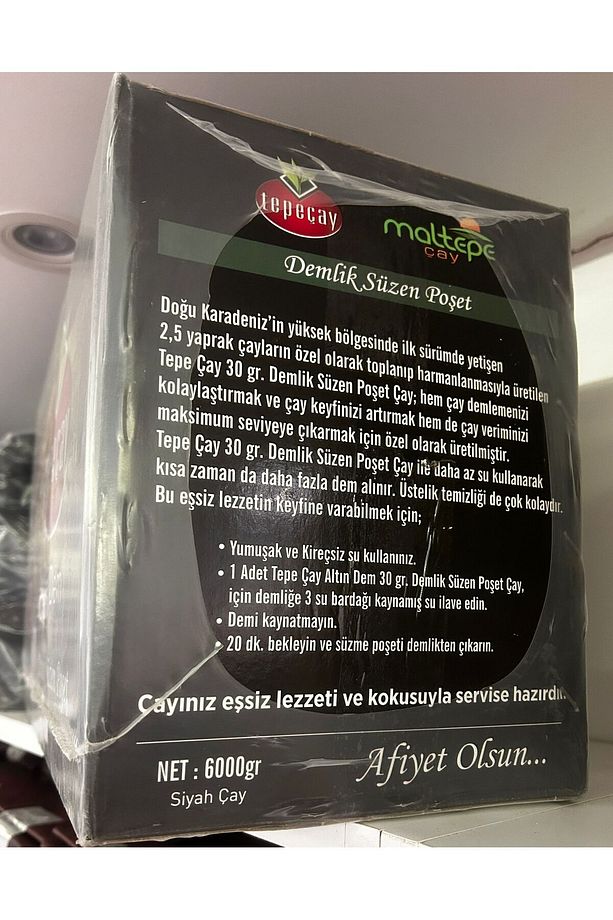 tepeçay
maltepe
çay
Demlik Süzen Poşet
Doğu Karadeniz'in yüksek bölgesinde ilk sürümde yetişen
2,5 yaprak çayların özel olarak toplanıp harmanlanmasıyla üretilen
Tepe Çay 30 gr. Demlik Süzen Poşet Çay; hem çay demlemenizi
kolaylaştırmak ve çay keyfinizi artırmak hem de çay veriminizi
maksimum seviyeye çıkarmak için özel olarak üretilmiştir.
Tepe Çay 30 gr. Demlik Süzen Poşet Çay ile daha az su kullanarak
kısa zaman da daha fazla dem alınır. Üstelik temizliği de çok kolaydır.
Bu eşsiz lezzetin keyfine varabilmek için;
• Yumuşak ve Kireçsiz su kullanınız.
• 1 Adet Tepe Çay Altın Dem 30 gr. Demlik Süzen Poşet Çay,
için demliğe 3 su bardağı kaynamış su ilave edin.
• Demi kaynatmayın.
• 20 dk. bekleyin ve süzme poşeti demlikten çıkarın.
Çayınız eşsiz lezzeti ve kokusuyla servise hazırdır.
NET : 6000gr
Siyah Çay
Afiyet Olsun...